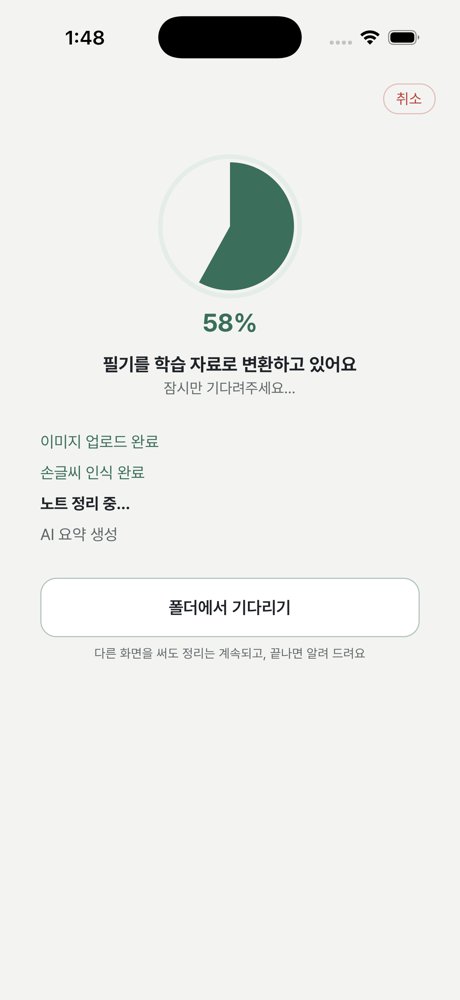 1:48
취소
58%
필기를 학습 자료로 변환하고 있어요
잠시만 기다려주세요...
이미지 업로드 완료
손글씨 인식 완료
노트 정리 중...
AI 요약 생성
폴더에서 기다리기
다른 화면을 써도 정리는 계속되고, 끝나면 알려 드려요